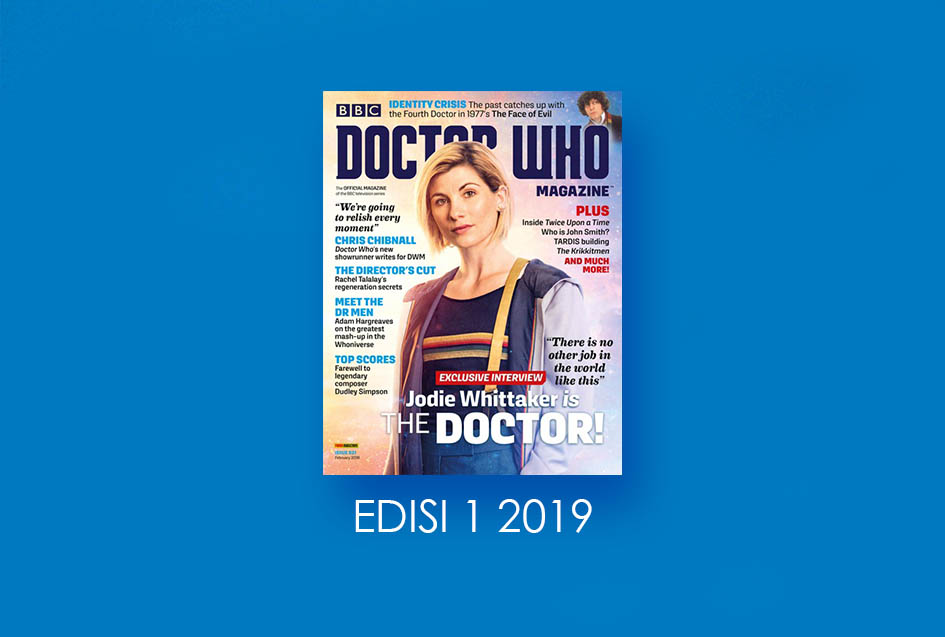 BBC
IDENTITY CRISIS The past catches up with
the Fourth Doctor in 1977's The Face of Evil
DOCTOR WHO
MAGAZINE
The OFFICIAL MAGAZINE
of the BBC television series
"We're going
to relish every
moment"
CHRIS CHIBNALL
Doctor Who's new
showrunner writes for DWM
THE DIRECTOR'S CUT
Rachel Talalay's
regeneration secrets
MEET THE
DR MEN
Adam Hargreaves
on the greatest
mash-up in the
Whoniverse
TOP SCORES
Farewell to
legendary
composer
Dudley Simpson
PLUS
Inside Twice Upon a Time
Who is John Smith?
TARDIS building
The Krikkitmen
AND MUCH
MORE!
"There is no
other job in
the world
like this"
EXCLUSIVE INTERVIEW
Jodie Whittaker is
THE DOCTOR!
ISSUE 521
February 2018
EDISI 1 2019